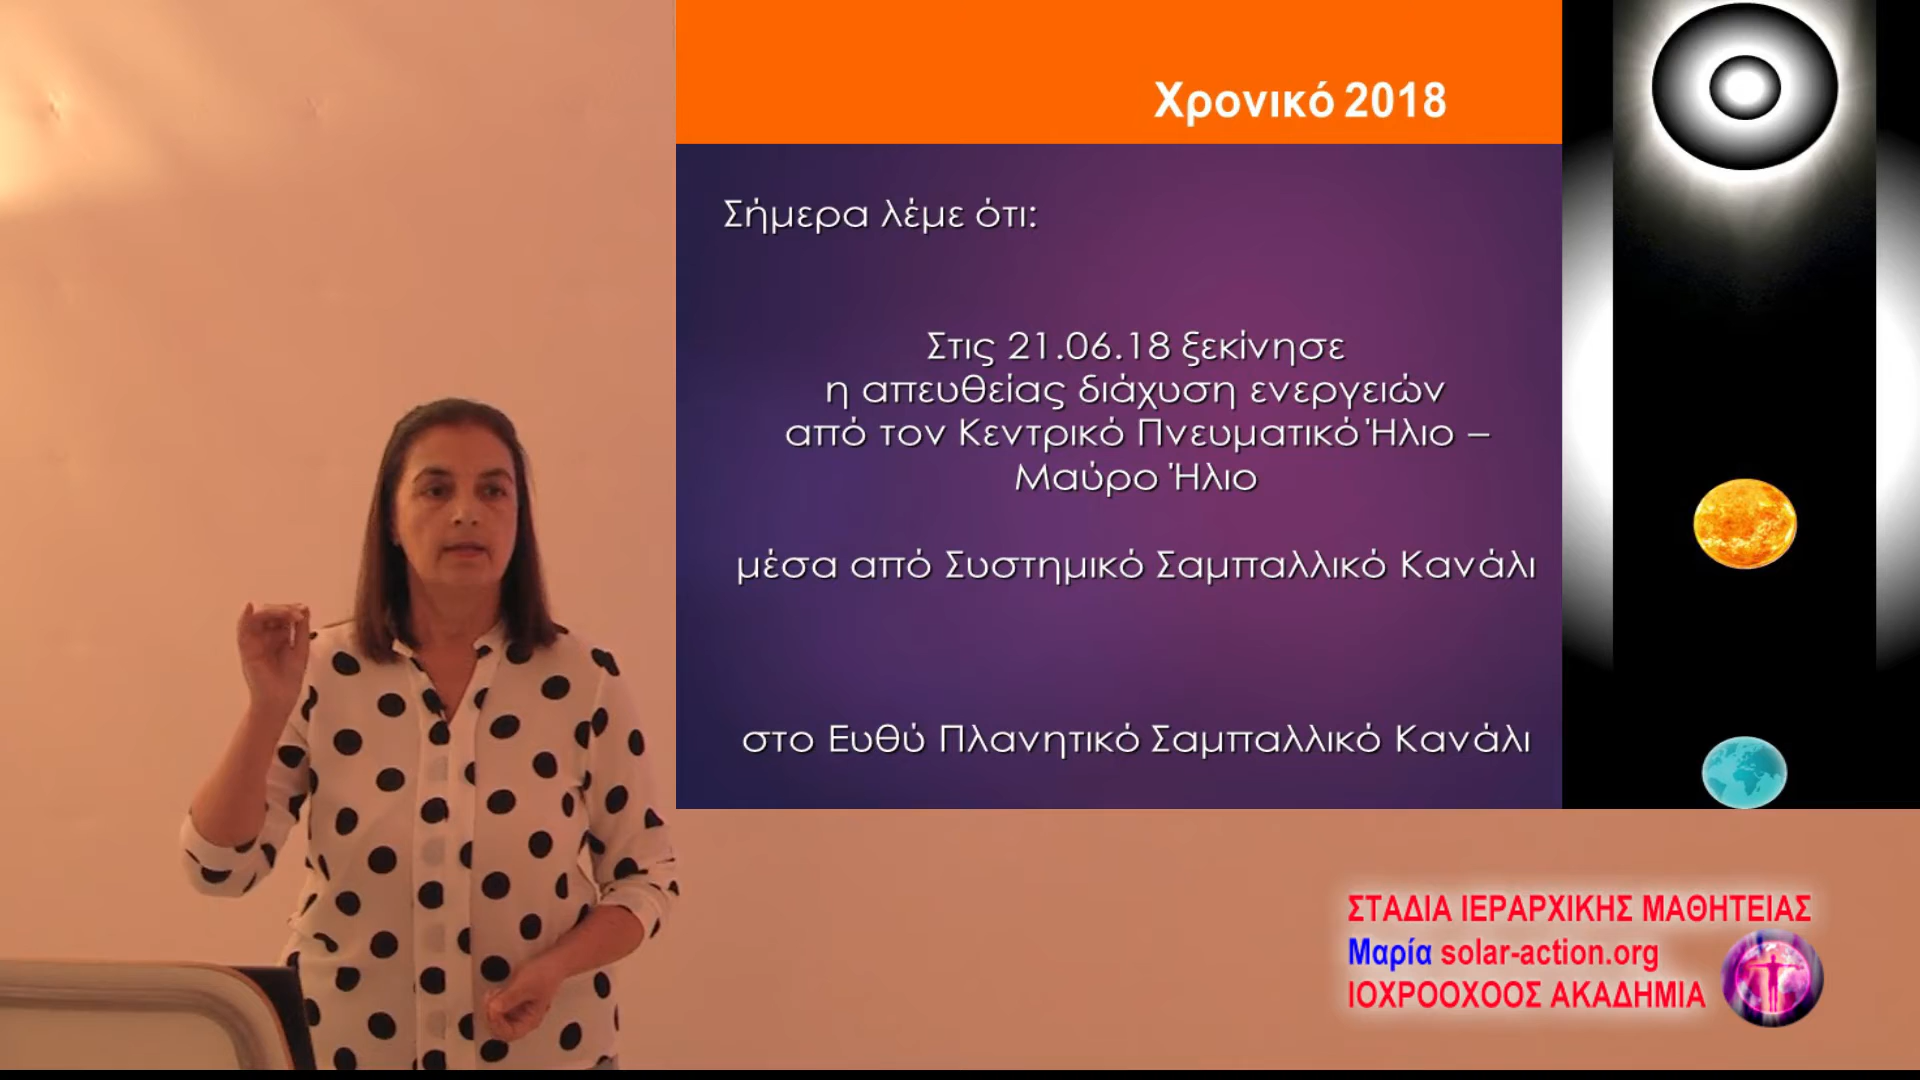 Χρονικό 2018
Σήμερα λέμε ότι:
Στις 21.06.18 ξεκίνησε
η απευθείας διάχυση ενεργειών
από τον Κεντρικό Πνευματικό Ήλιο –
Μαύρο Ήλιο
μέσα από Συστημικό Σαμπαλλικό Κανάλι
στο Ευθύ Πλανητικό Σαμπαλλικό Κανάλι
ΣΤΑΔΙΑ ΙΕΡΑΡΧΙΚΗΣ ΜΑΘΗΤΕΙΑΣ
Μαρία solar-action.org
ΙΟΧΡΟΟΧΟΟΣ ΑΚΑΔΗΜΙΑ